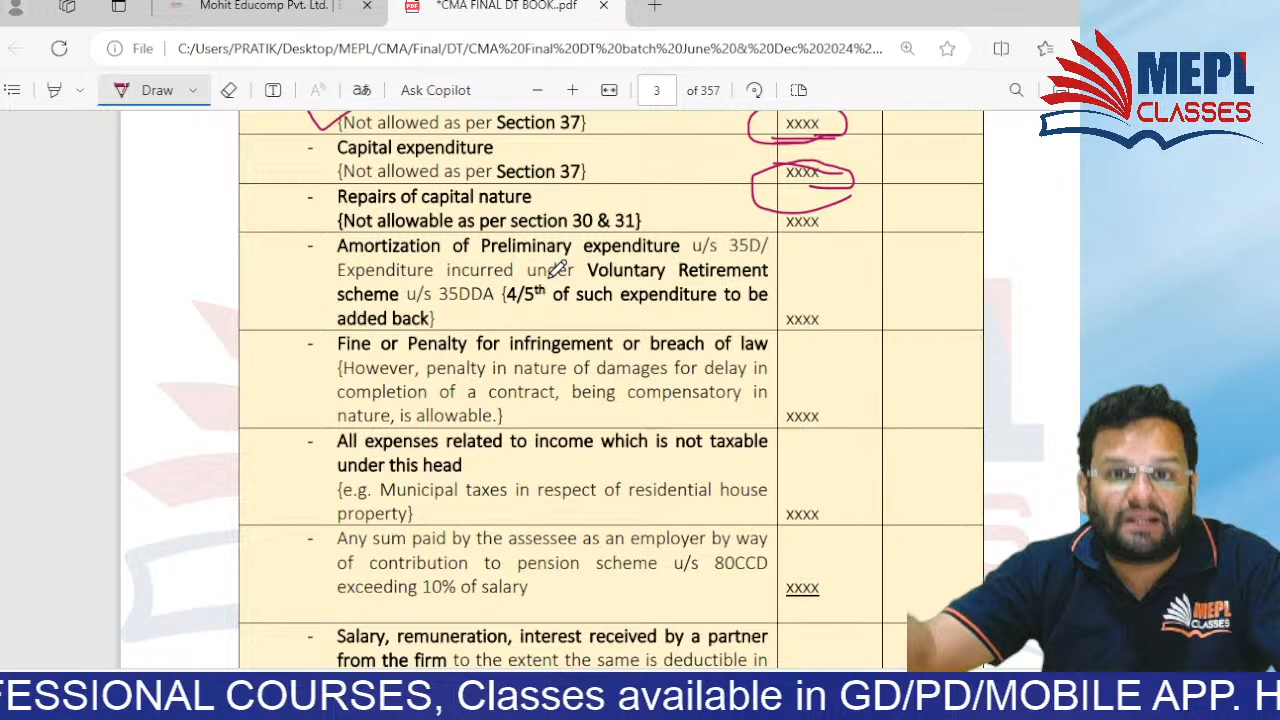 Mohit Educomp Pvt. Ltd. | E
*CMA FINAL DT BOOK..pdf
File
C:/Users/PRATIK/Desktop/MEPL/CMA/Final/DT/CMA%20Final%20DT%20batch%20June%20&%20Dec%202024%2...
Draw
Ask Copilot
3 of 357
MEPL
CLASSES
{Not allowed as per Section 37} xxxx
- Capital expenditure
{Not allowed as per Section 37} xxxx
- Repairs of capital nature
{Not allowable as per section 30 & 31} xxxx
- Amortization of Preliminary expenditure u/s 35D/
Expenditure incurred under Voluntary Retirement
scheme u/s 35DDA {4/5th of such expenditure to be
added back} xxxx
- Fine or Penalty for infringement or breach of law
{However, penalty in nature of damages for delay in
completion of a contract, being compensatory in
nature, is allowable.} xxxx
- All expenses related to income which is not taxable
under this head
{e.g. Municipal taxes in respect of residential house
property} xxxx
- Any sum paid by the assessee as an employer by way
of contribution to pension scheme u/s 80CCD
exceeding 10% of salary xxxx
- Salary, remuneration, interest received by a partner
from the firm to the extent the same is deductible in
MEPL
CLASSES
FESSIONAL COURSES, Classes available in GD/PD/MOBILE APP. H